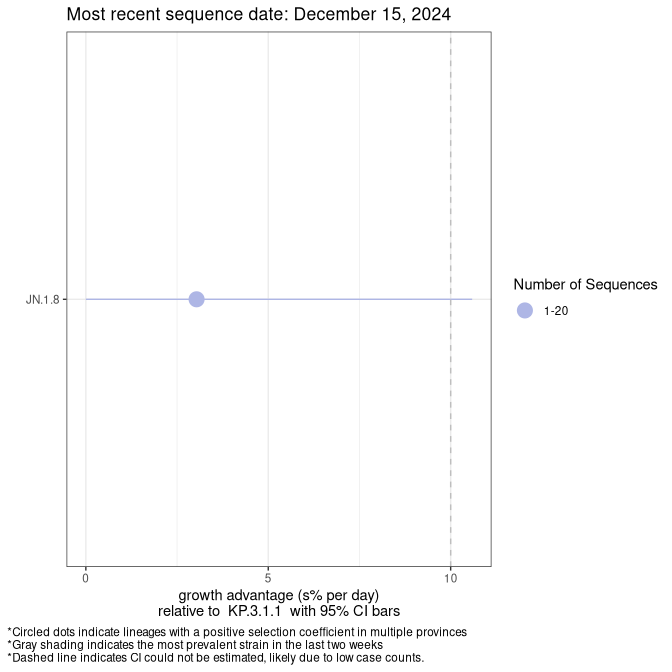 Most recent sequence date: December 15, 2024
JN.1.8
Number of Sequences
1-20
0
5
10
growth advantage (s% per day)
relative to KP.3.1.1 with 95% CI bars
*Circled dots indicate lineages with a positive selection coefficient in multiple provinces
*Gray shading indicates the most prevalent strain in the last two weeks
*Dashed line indicates CI could not be estimated, likely due to low case counts.